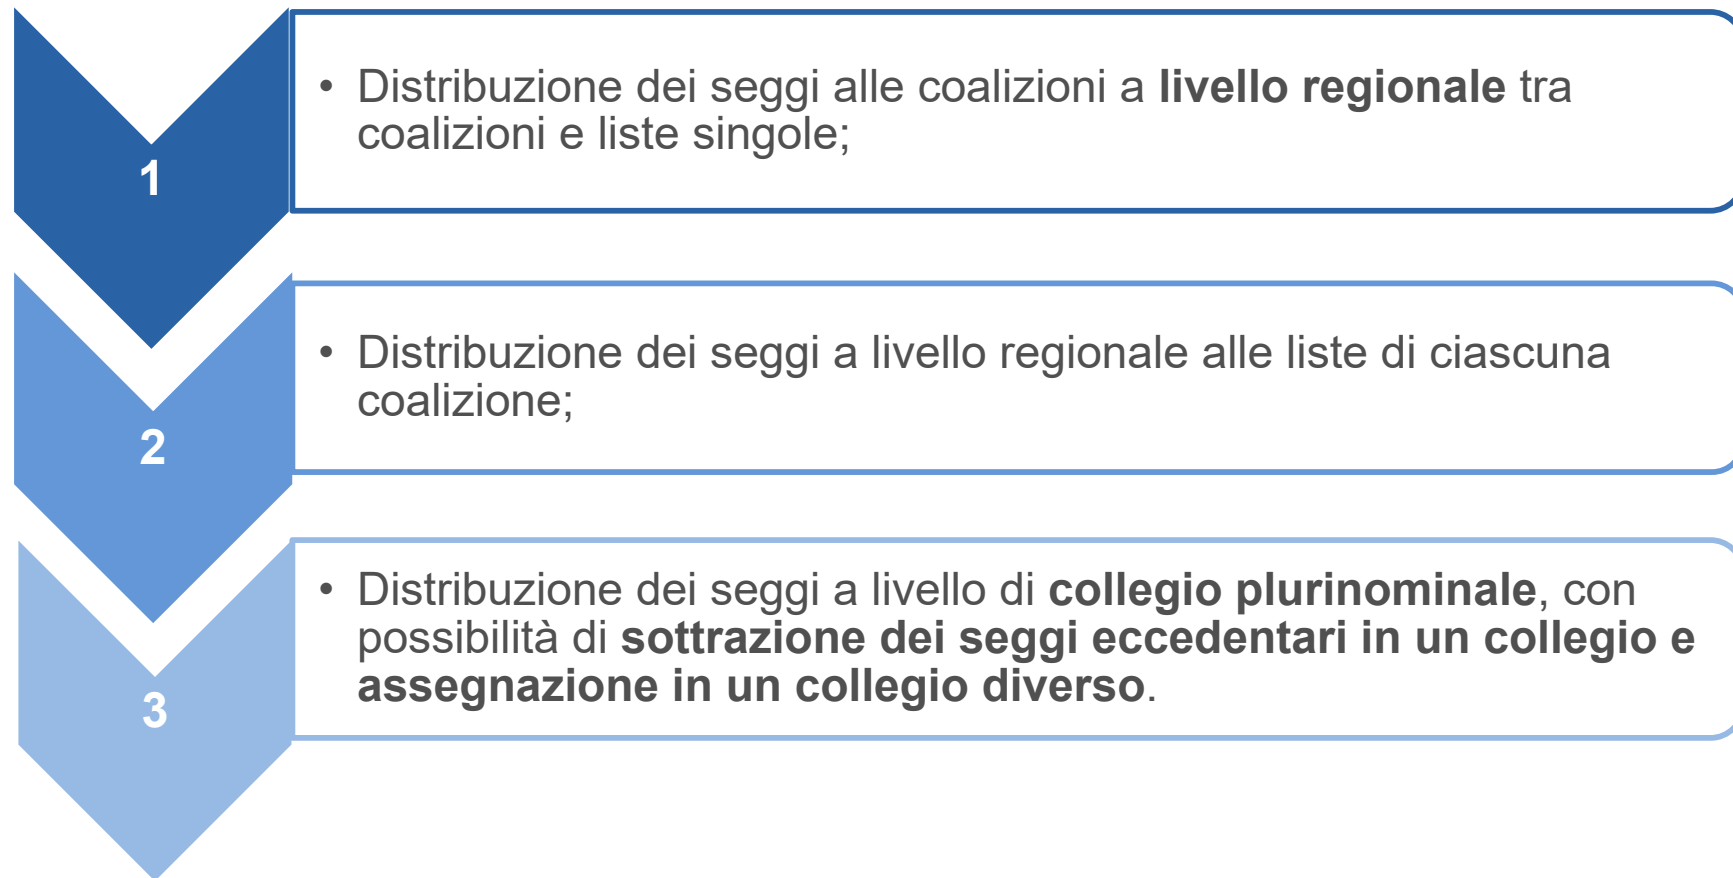 1
• Distribuzione dei seggi alle coalizioni a livello regionale tra
coalizioni e liste singole;
2
• Distribuzione dei seggi a livello regionale alle liste di ciascuna
coalizione;
3
• Distribuzione dei seggi a livello di collegio plurinominale, con
possibilità di sottrazione dei seggi eccedentari in un collegio e
assegnazione in un collegio diverso.